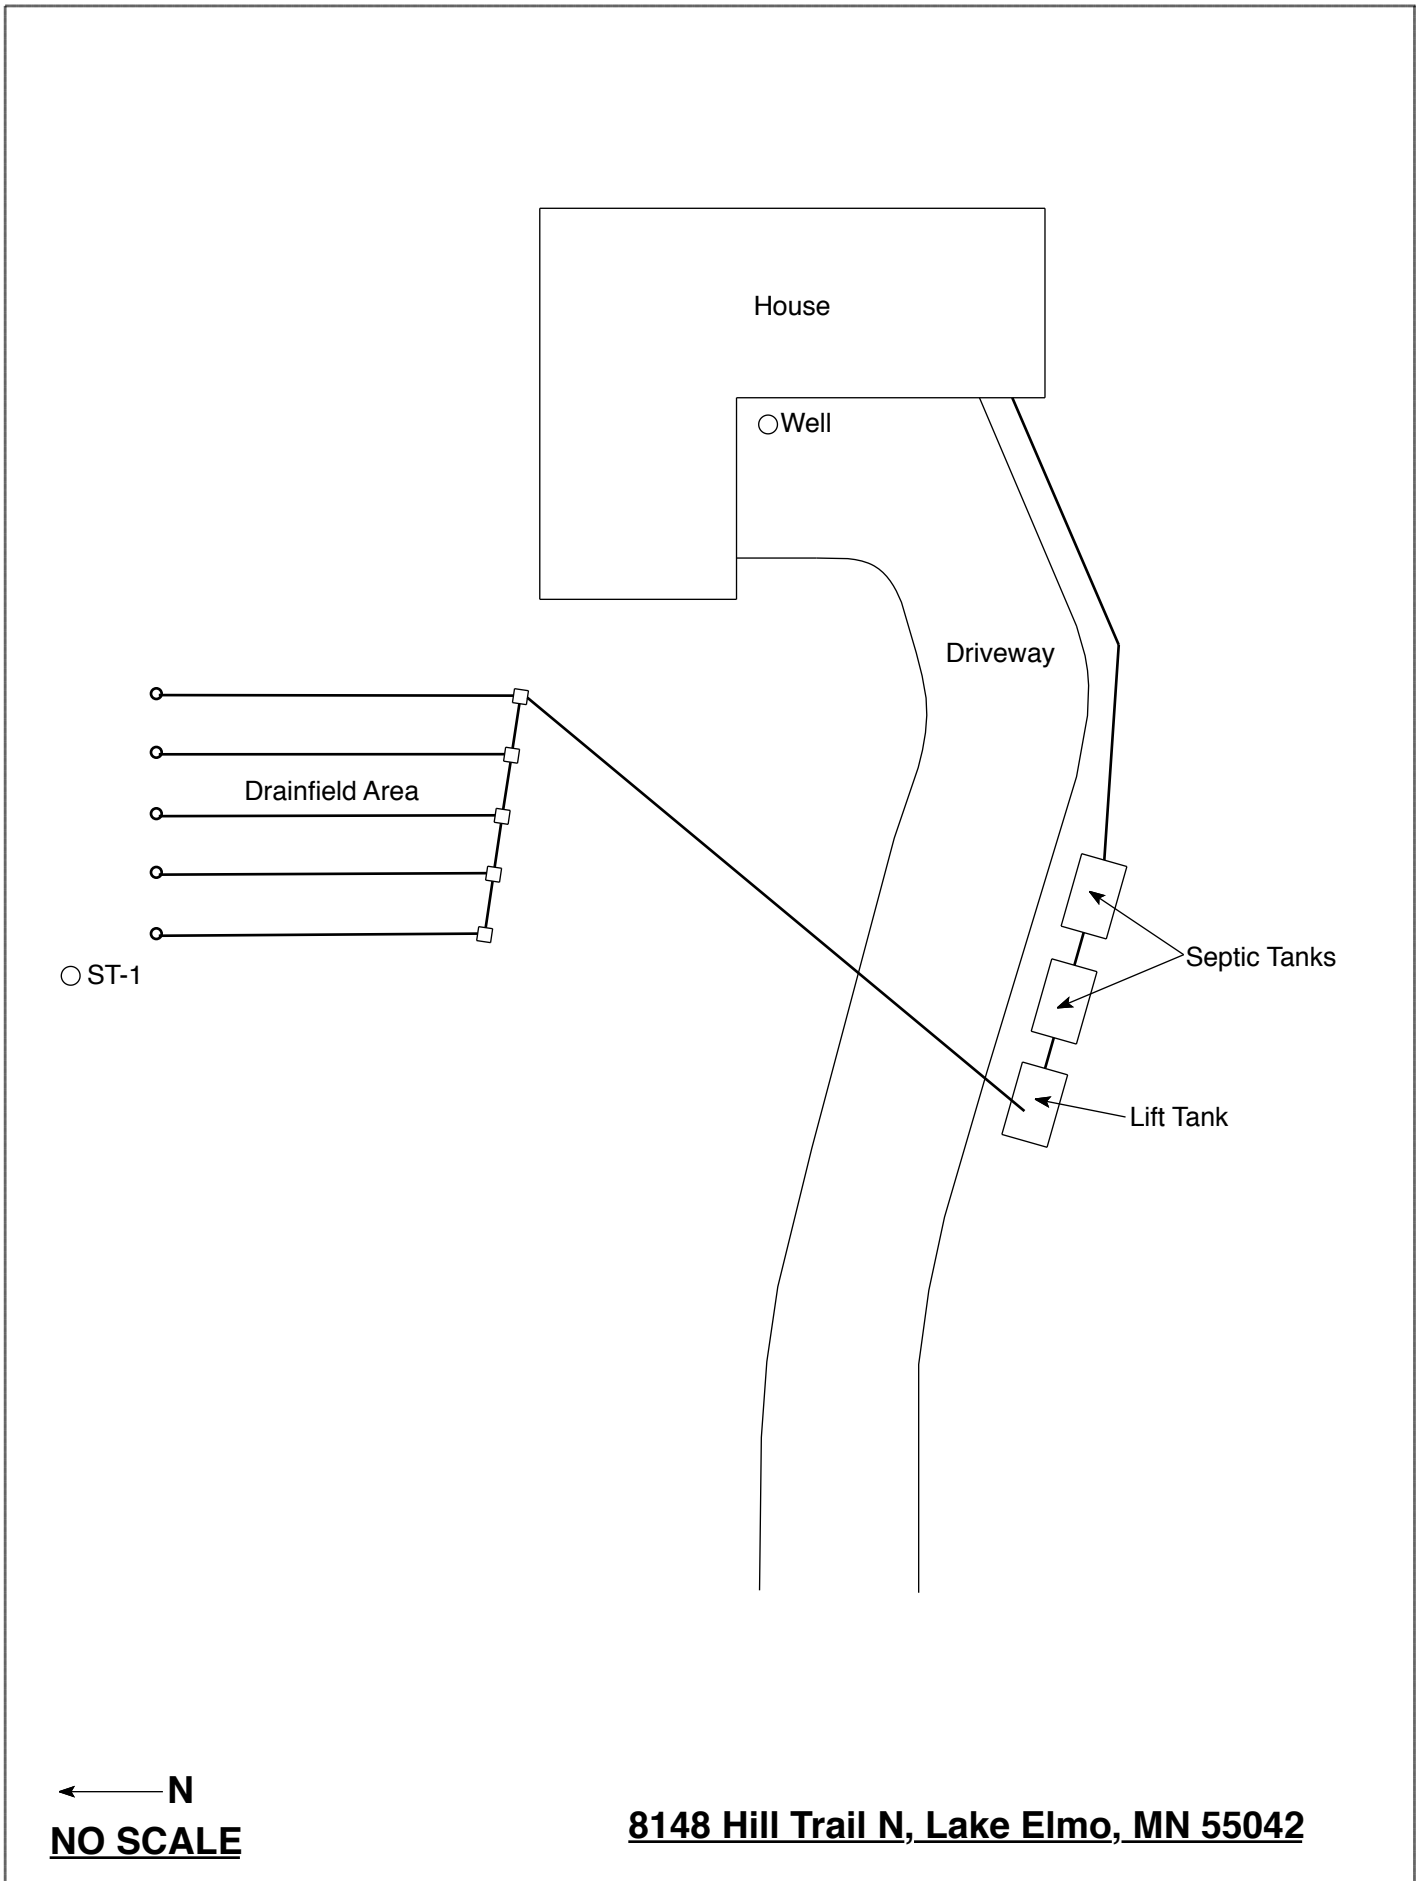 House
Well
Driveway
Drainfield Area
Septic Tanks
ST-1
Lift Tank
N
NO SCALE
8148 Hill Trail N, Lake Elmo, MN 55042